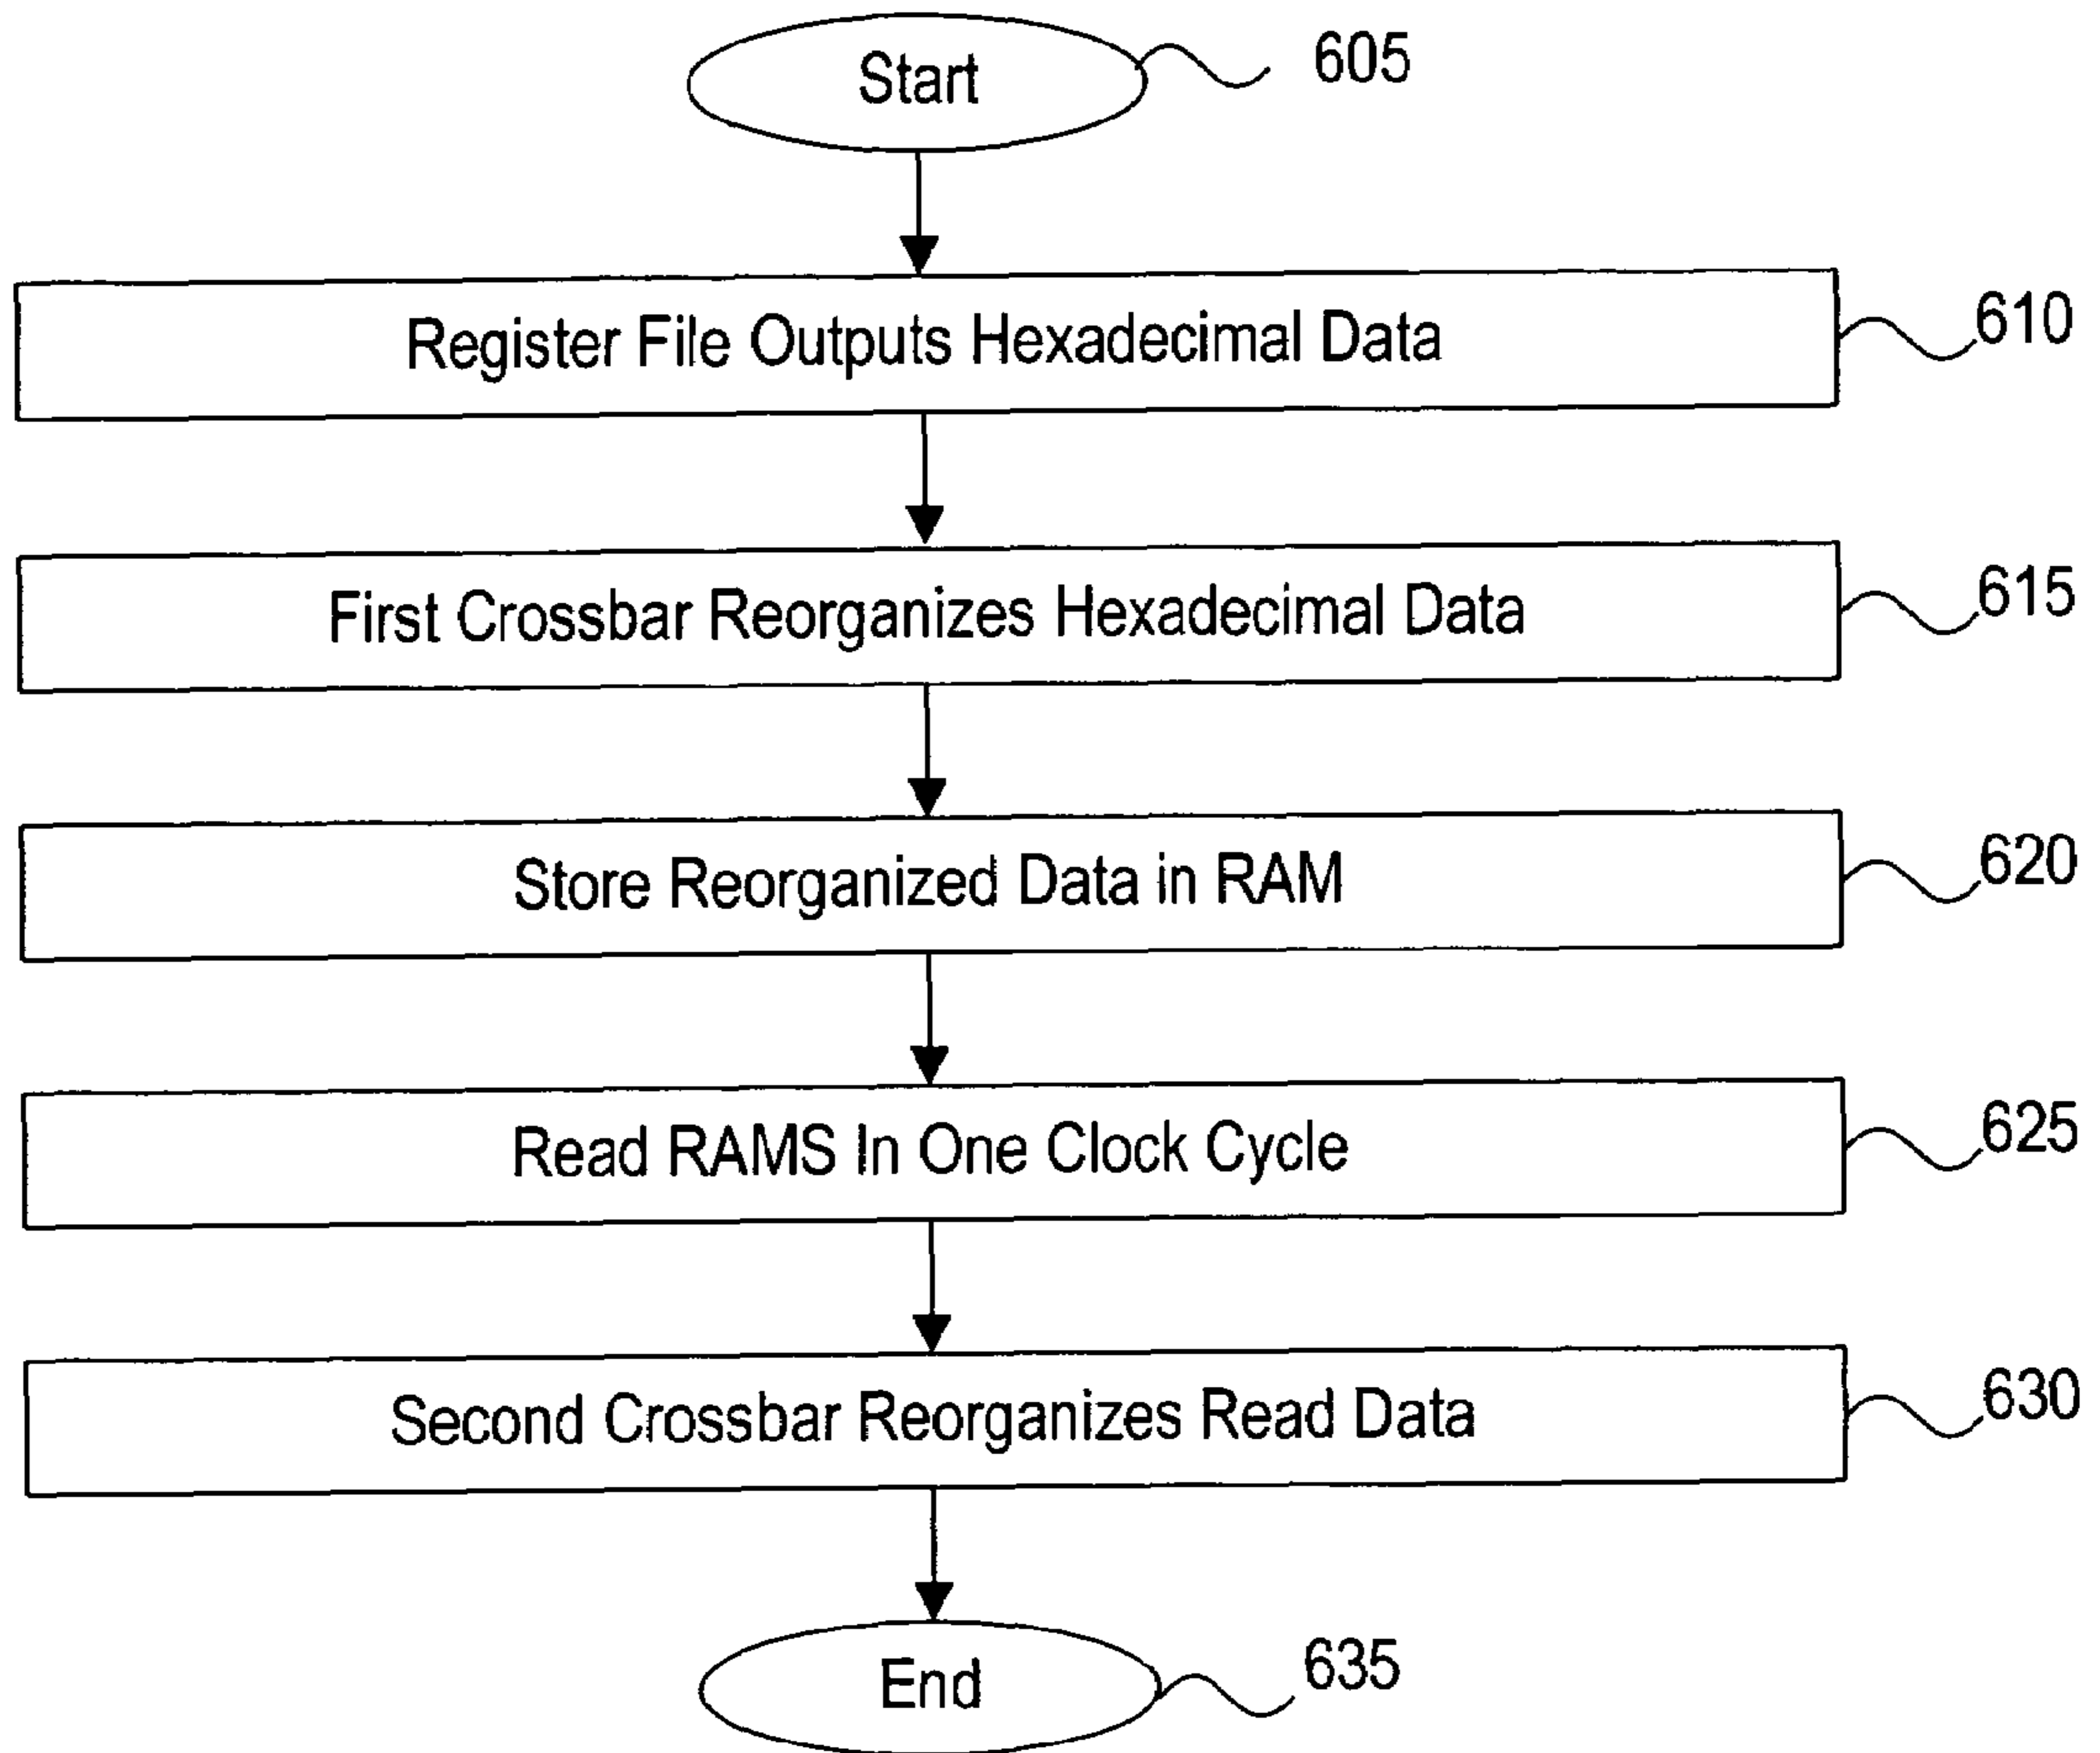 Start
605
Register File Outputs Hexadecimal Data
610
First Crossbar Reorganizes Hexadecimal Data
615
Store Reorganized Data in RAM
620
Read RAMS In One Clock Cycle
625
Second Crossbar Reorganizes Read Data
630
End
635